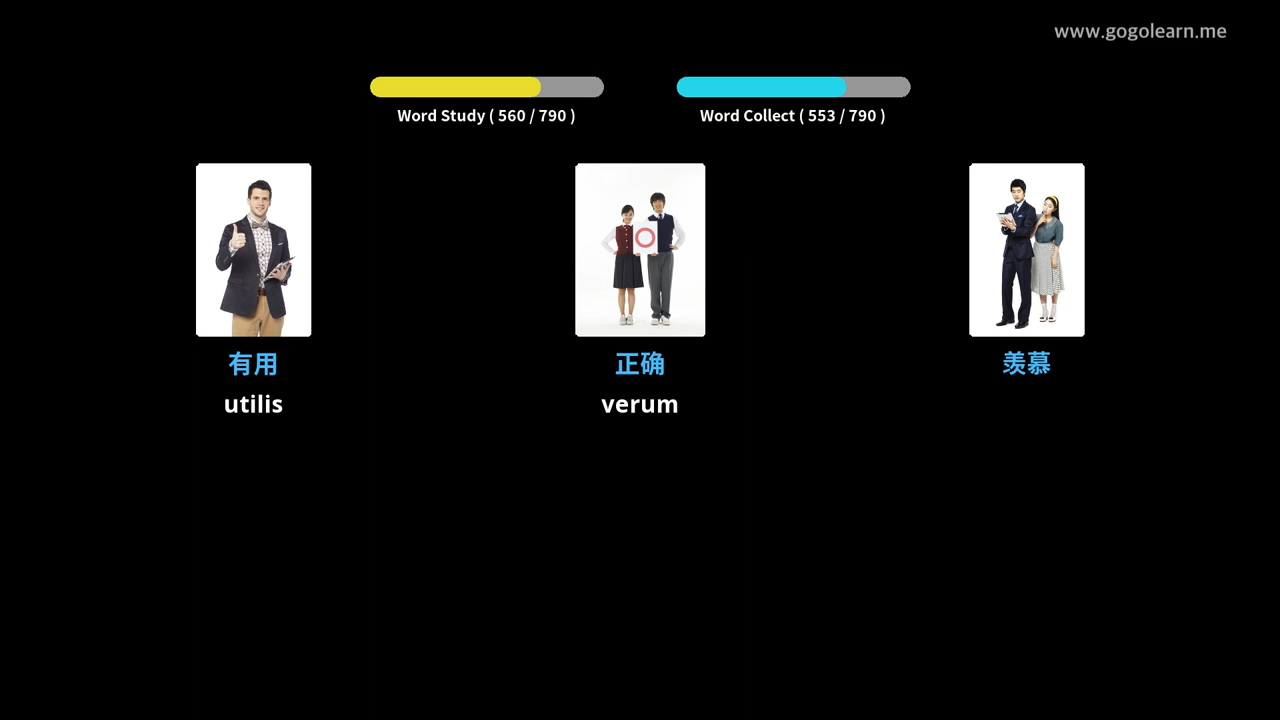 www.gogolearn.me
Word Study ( 560 / 790 )
Word Collect ( 553 / 790 )
有用
正确
羡慕
utilis
verum